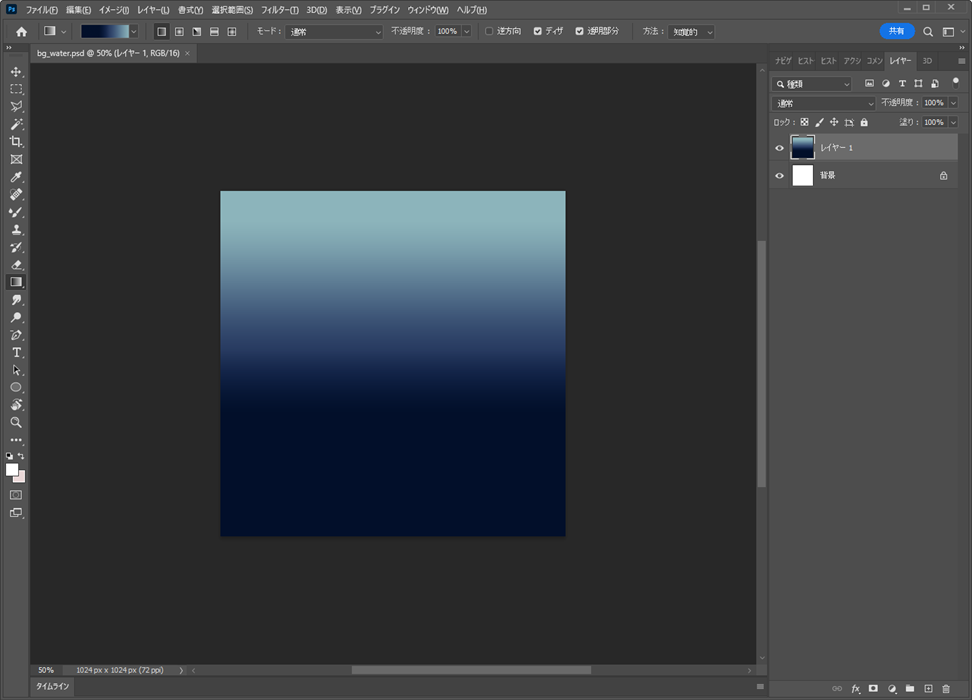 Ps ファイル(F) 編集(E) イメージ(I) レイヤー(L) 書式(Y) 選択範囲(S) フィルター(T) 3D(D) 表示(V) プラグイン ウィンドウ(W) ヘルプ(H)
モード： 通常 不透明度： 100% 逆方向 ディザ 透明部分 方法： 知覚的 共有
bg_water.psd @ 50% (レイヤー 1, RGB/16) ×
ナビゲ ヒスト ヒスト アクシ コメン レイヤー 3D
種類
通常 不透明度： 100%
ロック： 塗り： 100%
レイヤー 1
背景
50% 1024 px x 1024 px (72 ppi)
タイムライン